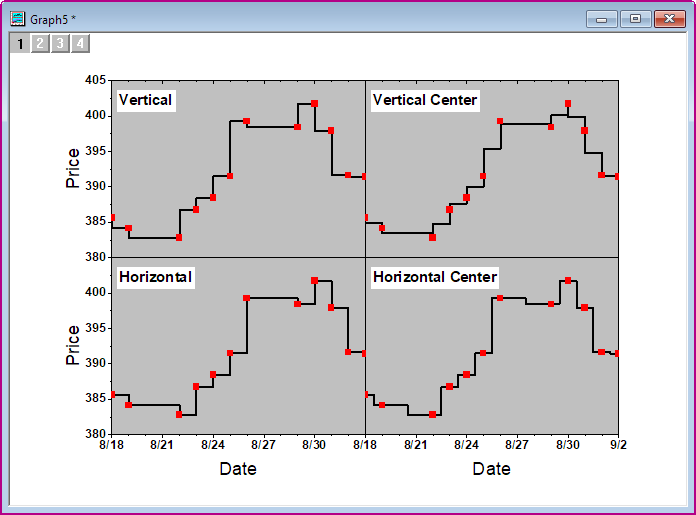 Graph5 *
1 2 3 4
405
400
395
390
385
380
Price
Vertical
Vertical Center
400
395
390
385
380
Price
Horizontal
Horizontal Center
8/18 8/21 8/24 8/27 8/30 8/18 8/21 8/24 8/27 8/30 9/2
Date Date